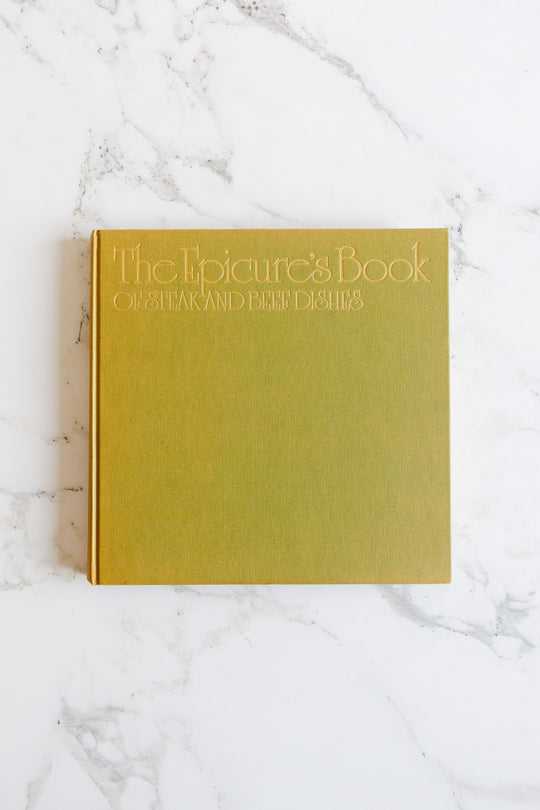 The Epicure's Book
OF STEAK AND BEEF DISHES